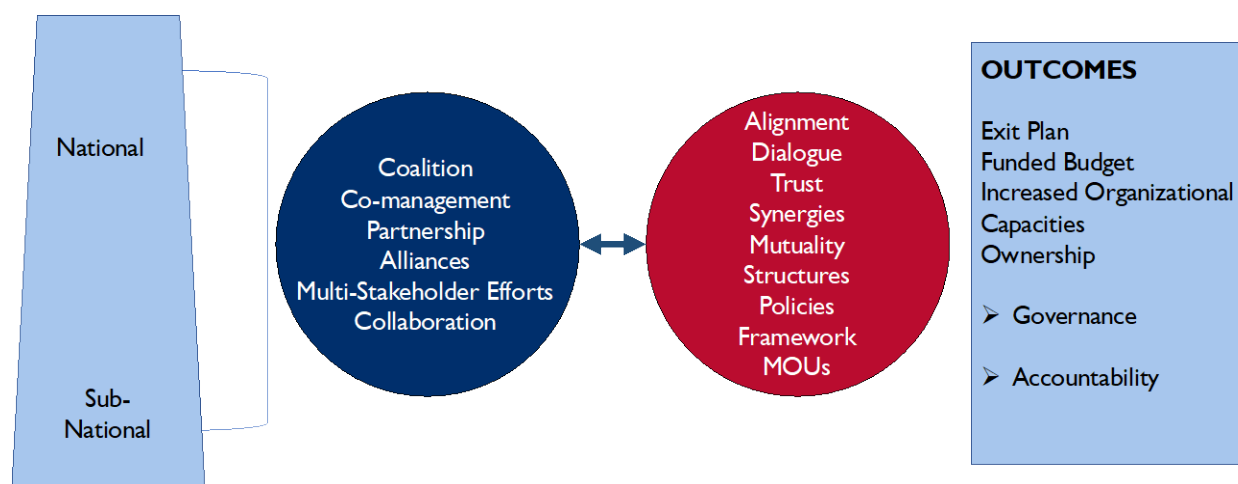 National
Sub-
National
Coalition
Co-management
Partnership
Alliances
Multi-Stakeholder Efforts
Collaboration
Alignment
Dialogue
Trust
Synergies
Mutuality
Structures
Policies
Framework
MOUs
OUTCOMES
Exit Plan
Funded Budget
Increased Organizational
Capacities
Ownership
➢ Governance
➢ Accountability